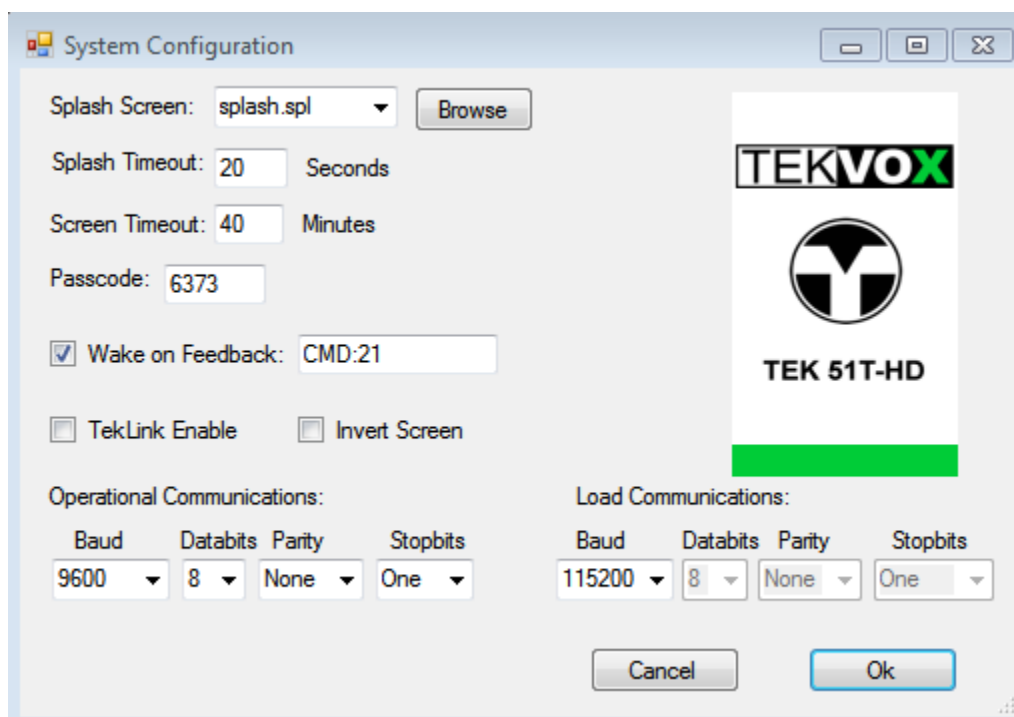 System Configuration
Splash Screen: splash.spl Browse
Splash Timeout: 20 Seconds
Screen Timeout: 40 Minutes
Passcode: 6373
Wake on Feedback: CMD:21
TekLink Enable Invert Screen
TEKVOX
TEK 51T-HD
Operational Communications: Load Communications:
Baud Databits Parity Stopbits Baud Databits Parity Stopbits
9600 8 None One 115200 8 None One
Cancel Ok